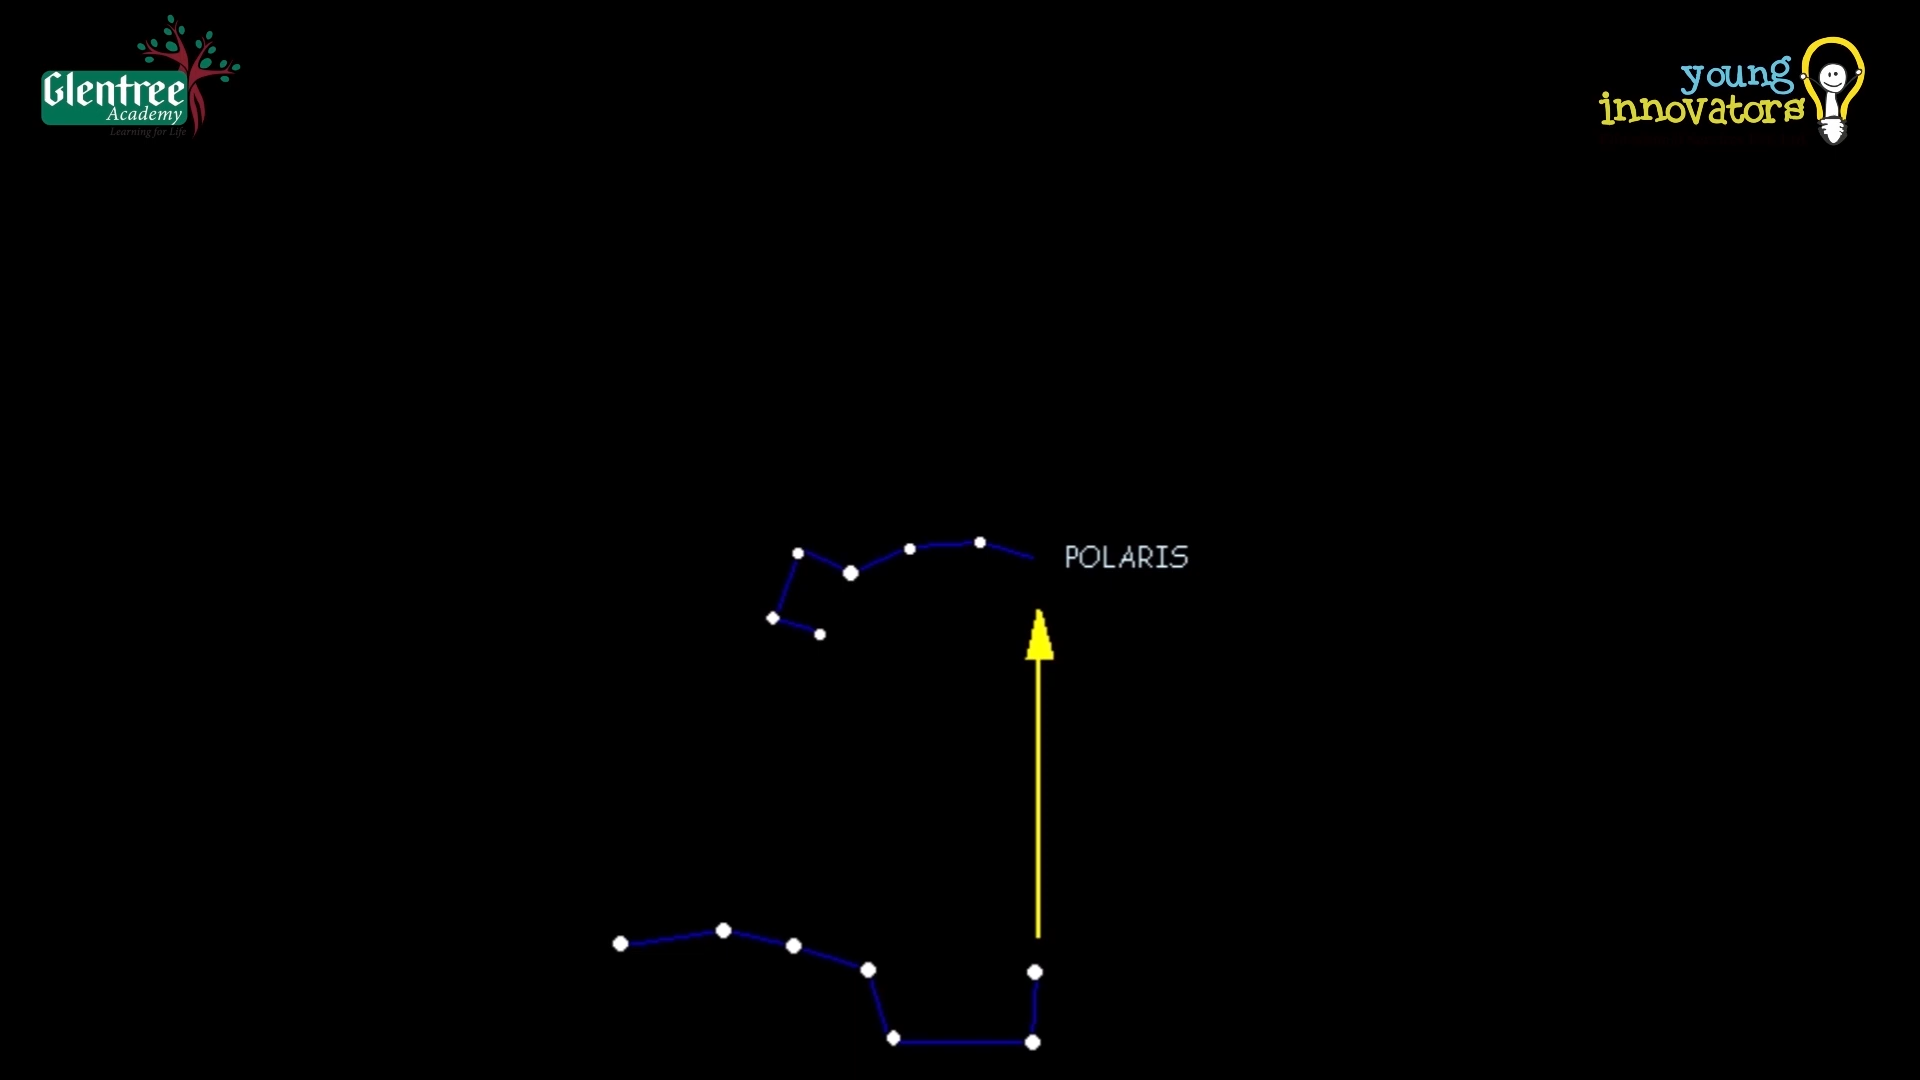 Glentree
Academy
Learning for Life
young
innovators
POLARIS